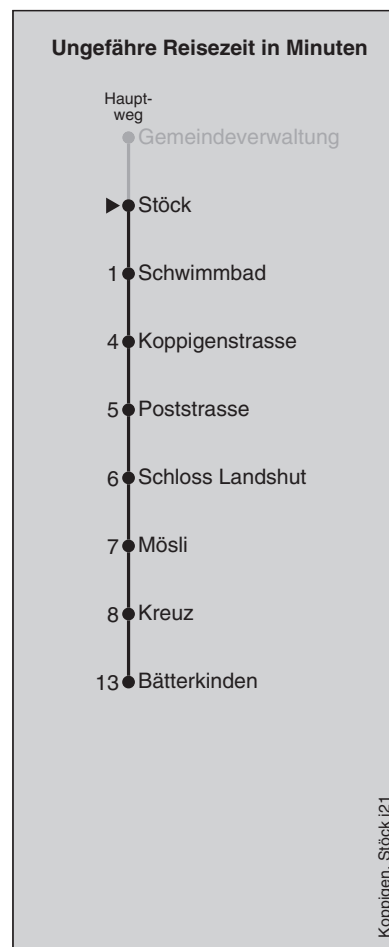 Ungefähre Reisezeit in Minuten
Haupt-
weg
Gemeindeverwaltung
Stöck
1 Schwimmbad
4 Koppigenstrasse
5 Poststrasse
6 Schloss Landshut
7 Mösli
8 Kreuz
13 Bätterkinden
Koppigen, Stöck j21